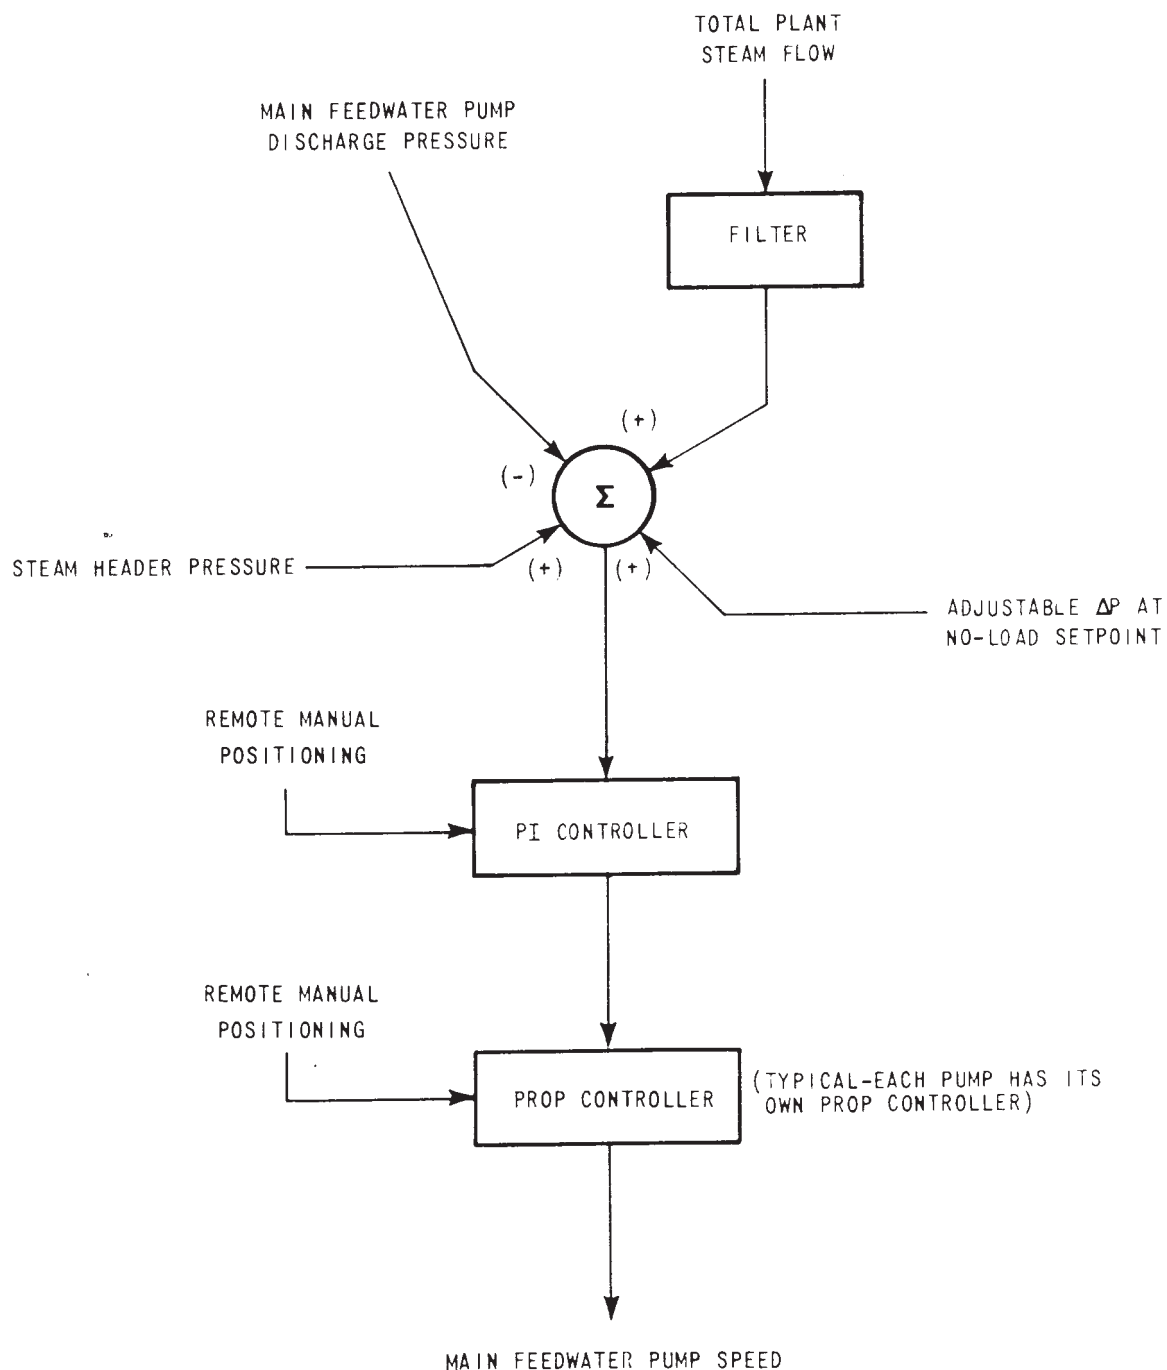 TOTAL PLANT
STEAM FLOW
MAIN FEEDWATER PUMP
DISCHARGE PRESSURE
FILTER
(+)
(-)
Σ
STEAM HEADER PRESSURE
(+)
(+)
ADJUSTABLE ΔP AT
NO-LOAD SETPOINT
REMOTE MANUAL
POSITIONING
PI CONTROLLER
REMOTE MANUAL
POSITIONING
PROP CONTROLLER
(TYPICAL-EACH PUMP HAS ITS
OWN PROP CONTROLLER)
MAIN FEEDWATER PUMP SPEED